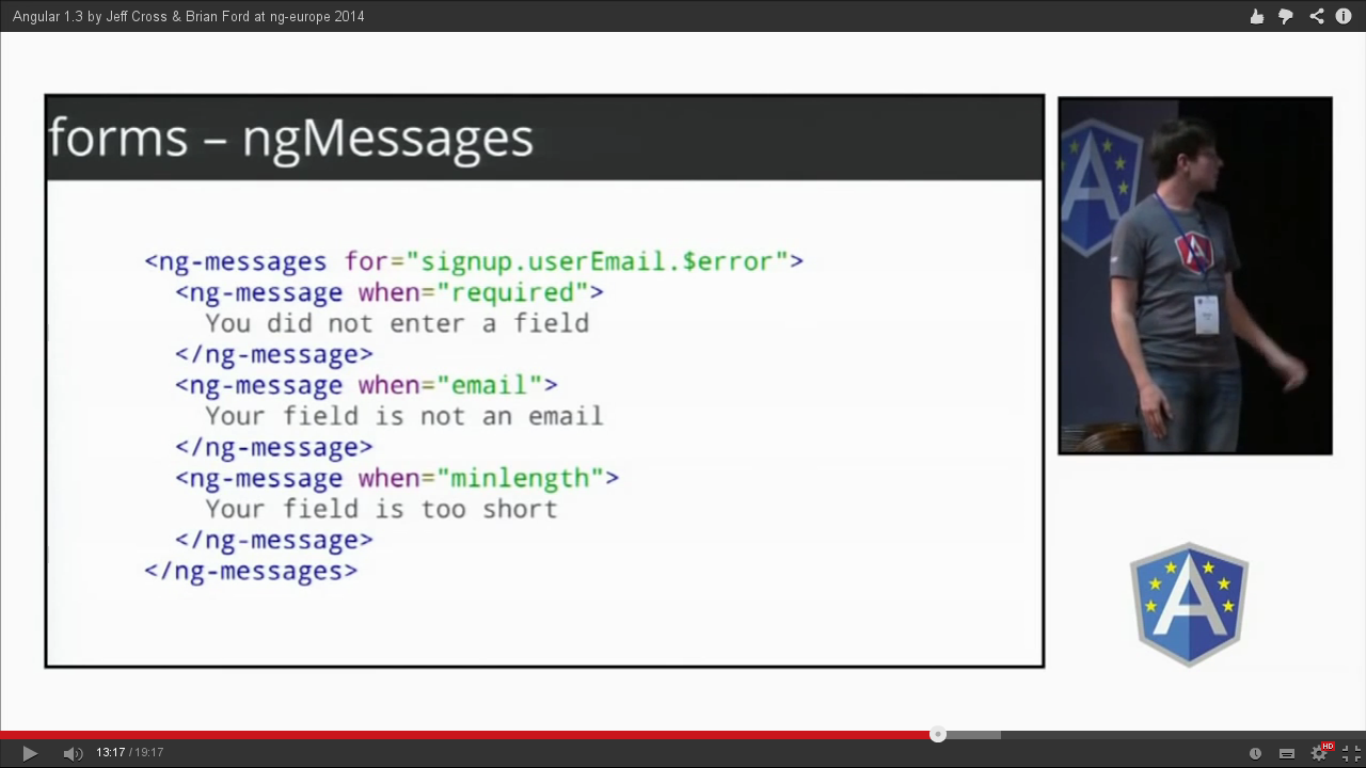 Angular 1.3 by Jeff Cross & Brian Ford at ng-europe 2014
forms – ngMessages
<ng-messages for="signup.userEmail.$error">
<ng-message when="required">
You did not enter a field
</ng-message>
<ng-message when="email">
Your field is not an email
</ng-message>
<ng-message when="minlength">
Your field is too short
</ng-message>
</ng-messages>
A
A
A
13:17 / 19:17
HD